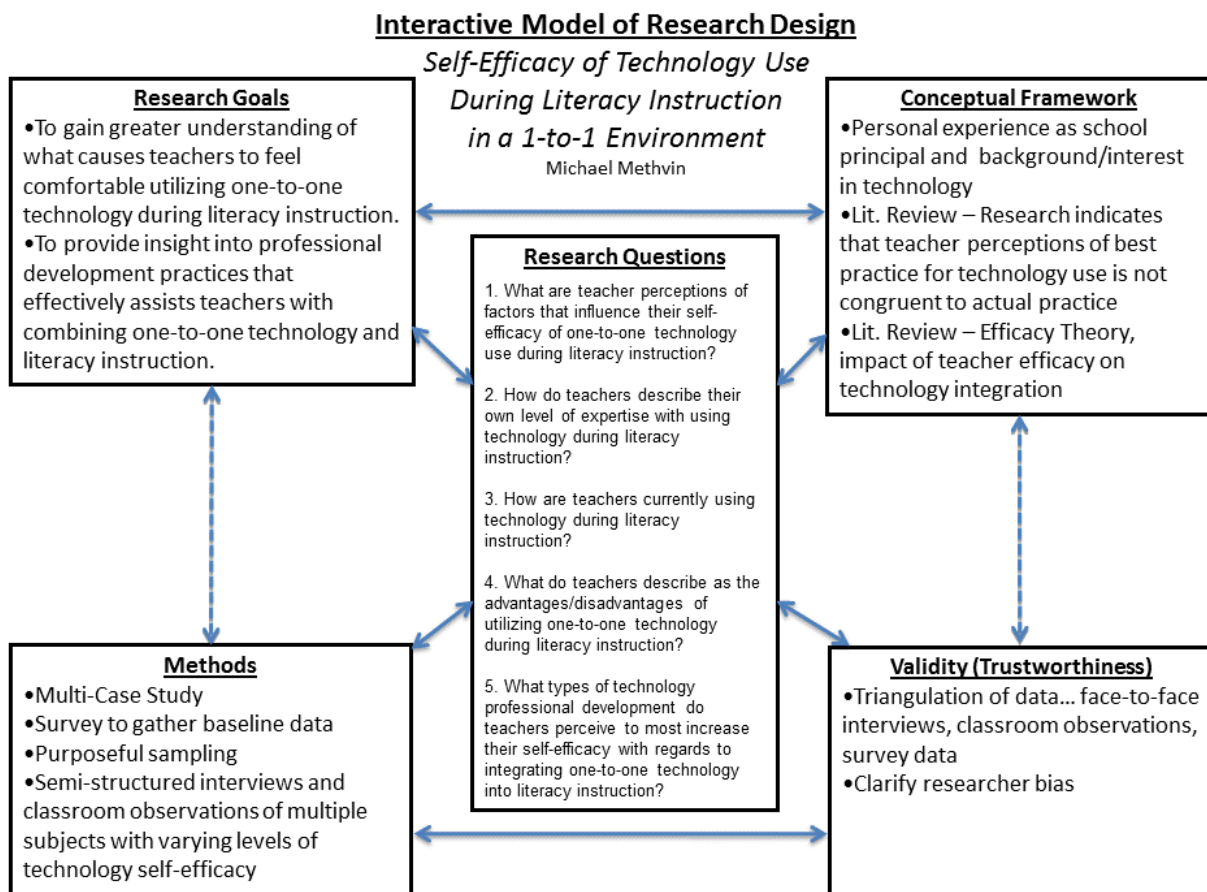 Interactive Model of Research Design
Self-Efficacy of Technology Use
During Literacy Instruction
in a 1-to-1 Environment
Michael Methvin
Research Goals
•To gain greater understanding of
what causes teachers to feel
comfortable utilizing one-to-one
technology during literacy instruction.
•To provide insight into professional
development practices that
effectively assists teachers with
combining one-to-one technology and
literacy instruction.
Conceptual Framework
•Personal experience as school
principal and background/interest
in technology
•Lit. Review – Research indicates
that teacher perceptions of best
practice for technology use is not
congruent to actual practice
•Lit. Review – Efficacy Theory,
impact of teacher efficacy on
technology integration
Research Questions
1. What are teacher perceptions of
factors that influence their self-
efficacy of one-to-one technology
use during literacy instruction?
2. How do teachers describe their
own level of expertise with using
technology during literacy
instruction?
3. How are teachers currently using
technology during literacy
instruction?
4. What do teachers describe as the
advantages/disadvantages of
utilizing one-to-one technology
during literacy instruction?
5. What types of technology
professional development do
teachers perceive to most increase
their self-efficacy with regards to
integrating one-to-one technology
into literacy instruction?
Methods
•Multi-Case Study
•Survey to gather baseline data
•Purposeful sampling
•Semi-structured interviews and
classroom observations of multiple
subjects with varying levels of
technology self-efficacy
Validity (Trustworthiness)
•Triangulation of data... face-to-face
interviews, classroom observations,
survey data
•Clarify researcher bias